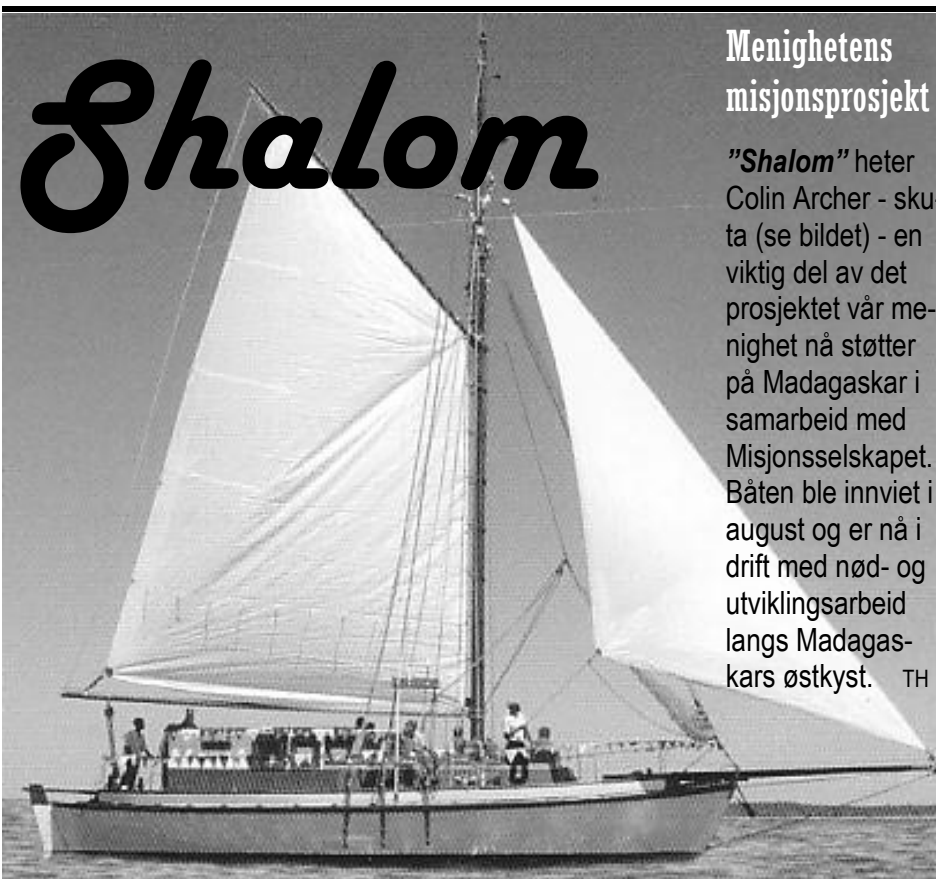 Shalom
Menighetens
misjonsprosjekt
”Shalom” heter
Colin Archer - sku-
ta (se bildet) - en
viktig del av det
prosjektet vår me-
nighet nå støtter
på Madagaskar i
samarbeid med
Misjonsselskapet.
Båten ble innviet i
august og er nå i
drift med nød- og
utviklingsarbeid
langs Madagas-
kars østkyst. TH